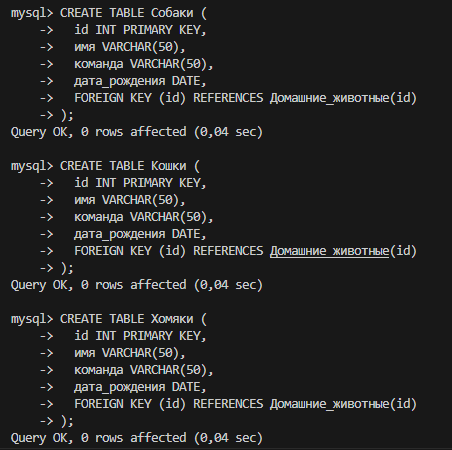 mysql> CREATE TABLE Собаки (
    ->   id INT PRIMARY KEY,
    ->   имя VARCHAR(50),
    ->   команда VARCHAR(50),
    ->   дата_рождения DATE,
    ->   FOREIGN KEY (id) REFERENCES Домашние_животные(id)
    -> );
Query OK, 0 rows affected (0,04 sec)

mysql> CREATE TABLE Кошки (
    ->   id INT PRIMARY KEY,
    ->   имя VARCHAR(50),
    ->   команда VARCHAR(50),
    ->   дата_рождения DATE,
    ->   FOREIGN KEY (id) REFERENCES Домашние_животные(id)
    -> );
Query OK, 0 rows affected (0,04 sec)

mysql> CREATE TABLE Хомяки (
    ->   id INT PRIMARY KEY,
    ->   имя VARCHAR(50),
    ->   команда VARCHAR(50),
    ->   дата_рождения DATE,
    ->   FOREIGN KEY (id) REFERENCES Домашние_животные(id)
    -> );
Query OK, 0 rows affected (0,04 sec)